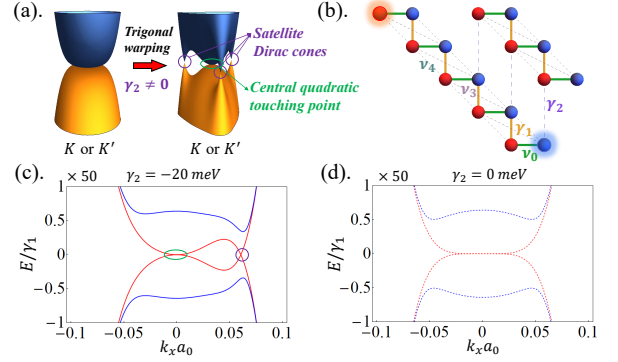 (a).
Trigonal
warping
γ₂ ≠ 0
Satellite
Dirac cones
Central quadratic
touching point
K or K′
K or K′
(b).
ν₄
ν₃
γ₂
γ₁
ν₀
(c).
× 50
γ₂ = −20 meV
E/γ₁
1
0.5
0
−0.5
−1
−0.1
−0.05
0
0.05
0.1
kₓa₀
(d).
× 50
γ₂ = 0 meV
E/γ₁
1
0.5
0
−0.5
−1
−0.1
−0.05
0
0.05
0.1
kₓa₀